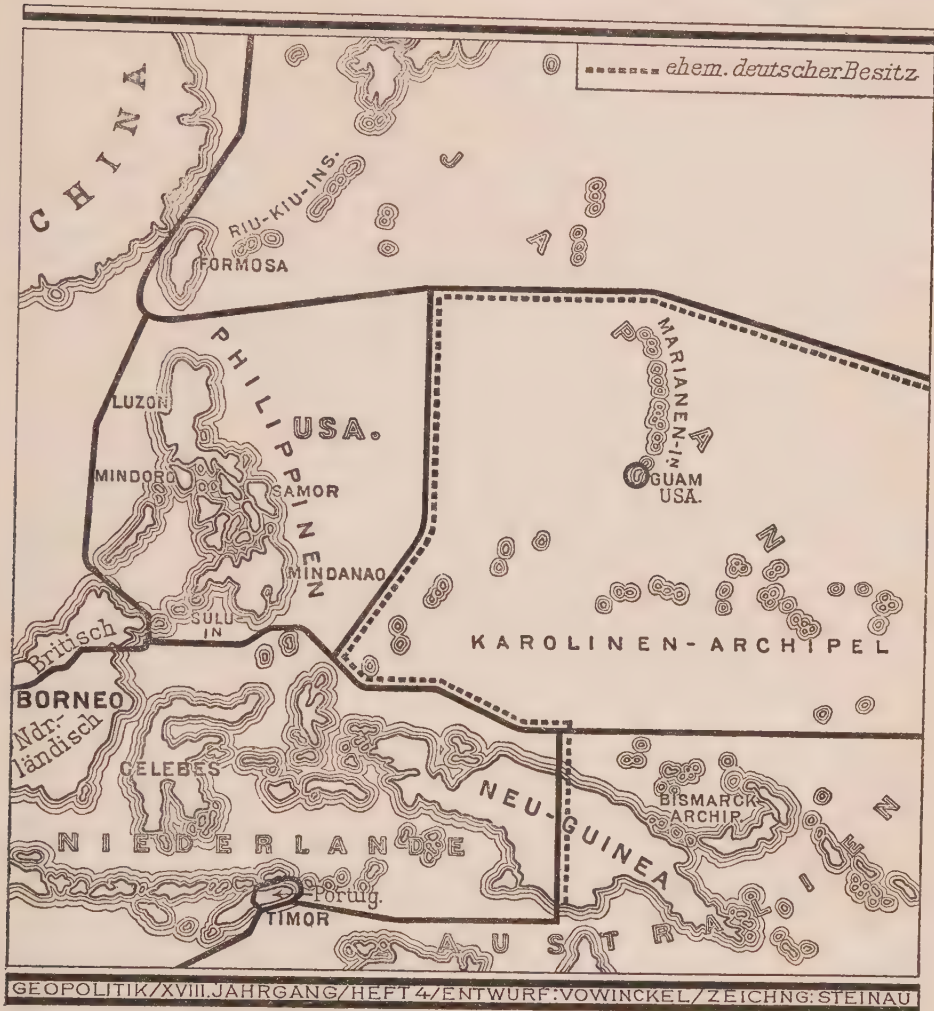 ehem. deutscher Besitz
CHINA
JAPAN
RIU-KIU-INS.
FORMOSA
PHILIPPINEN
USA.
LUZON
MINDORO
SAMOR
MINDANAO
SULU
IN
MARIANEN-IN
GUAM
USA.
KAROLINEN-ARCHIPEL
Britisch
BORNEO
Ndr.-
ländisch
CELEBES
NIEDERLANDE
NEU-GUINEA
BISMARCK-
ARCHIP.
Portug.
TIMOR
AUSTRALIEN
GEOPOLITIK/XVIII.JAHRGANG/HEFT 4/ENTWURF:VOWINCKEL/ZEICHNG:STEINAU